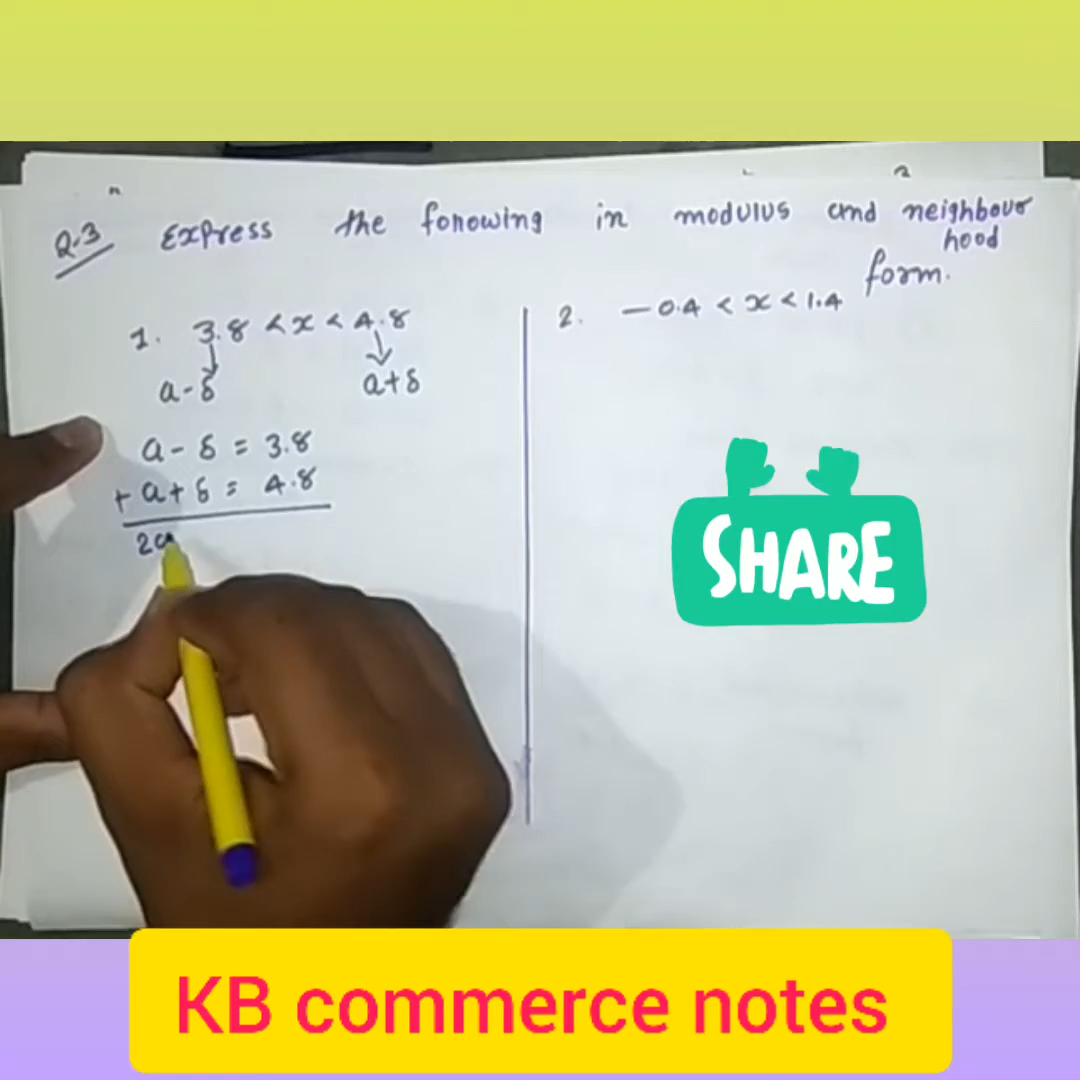 Q.3 Express the fonowing in modulus and neighbour
hood
form.
1. 3.8 < x < 4.8
a - δ a + δ
a - δ = 3.8
+ a + δ = 4.8
2a
2. - 0.4 < x < 1.4
SHARE
KB commerce notes